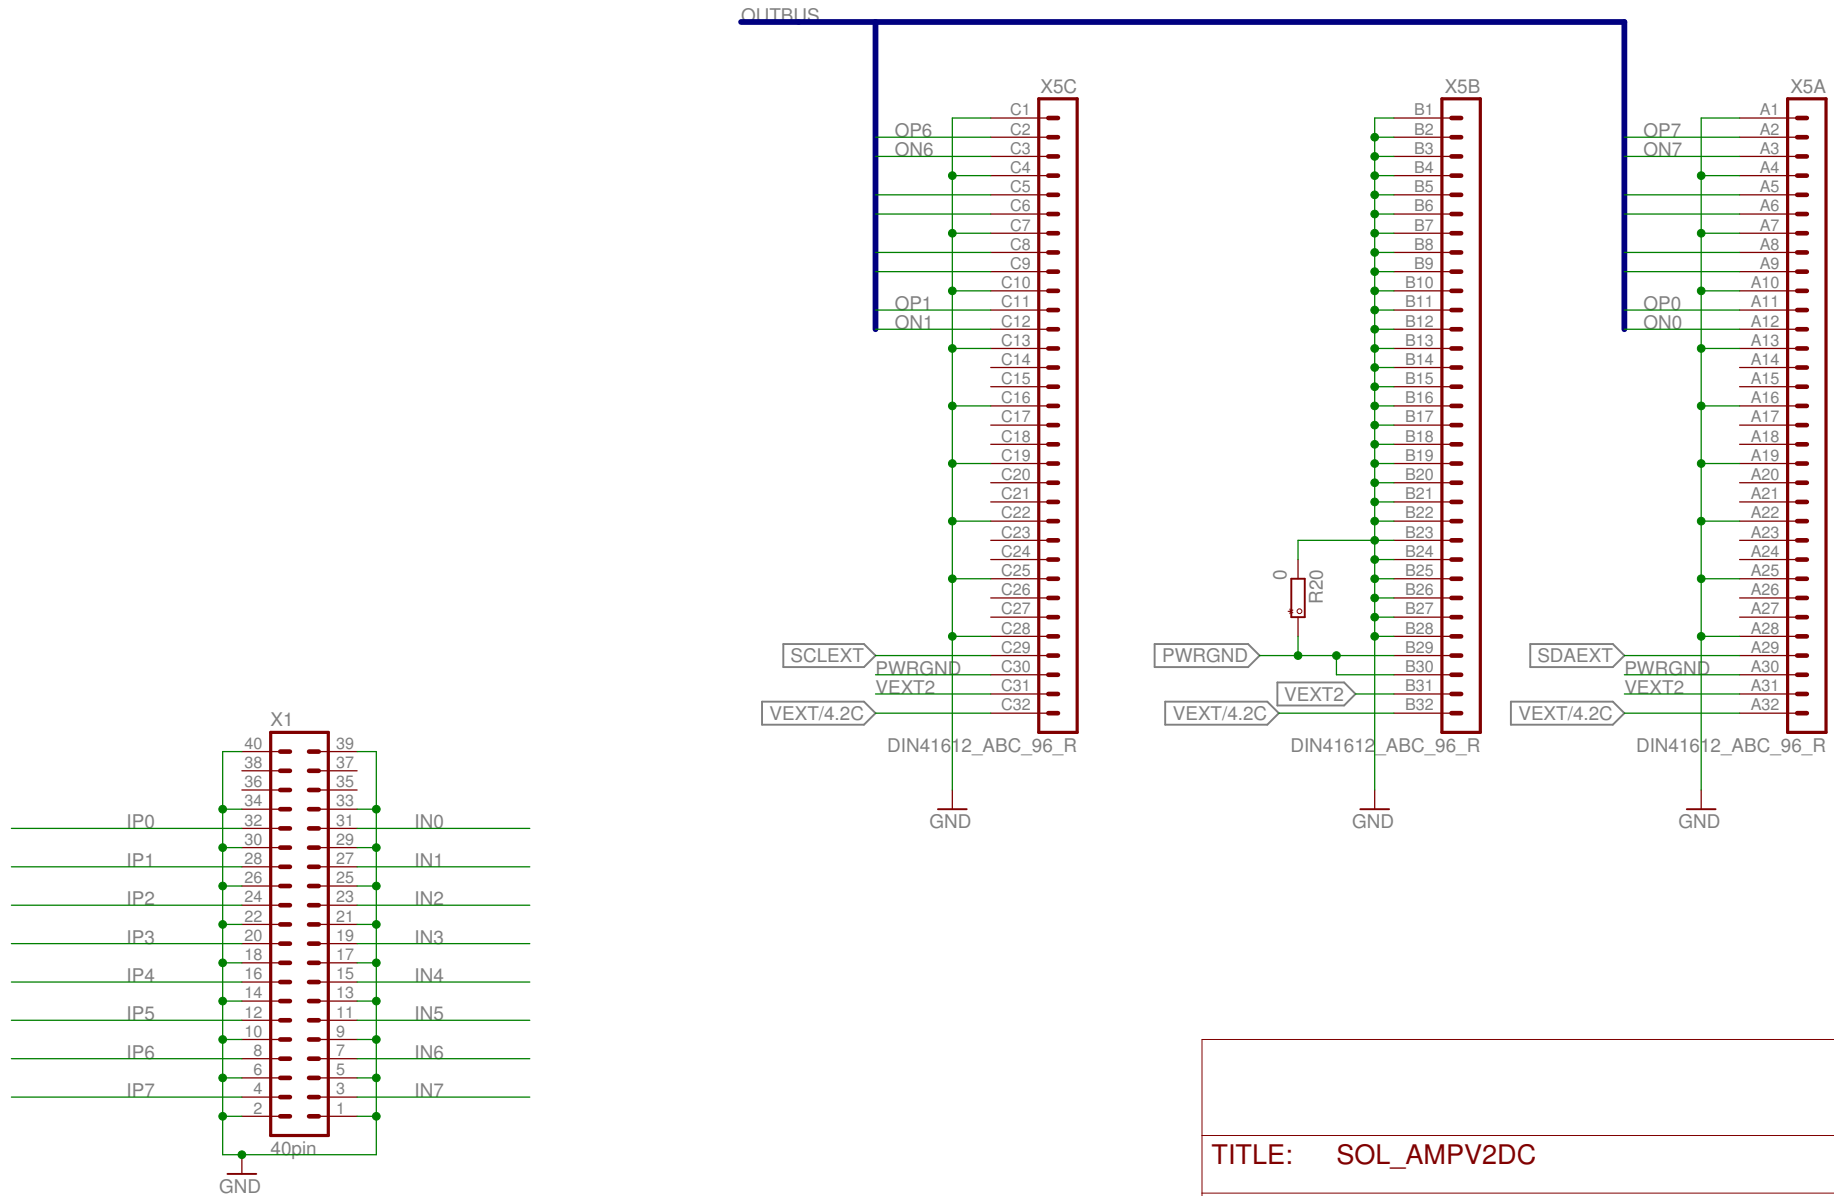 OUTBUS
X5C
C1
OP6 C2
ON6 C3
C4
C5
C6
C7
C8
C9
C10
OP1 C11
ON1 C12
C13
C14
C15
C16
C17
C18
C19
C20
C21
C22
C23
C24
C25
C26
C27
C28
SCLEXT C29
PWRGND C30
VEXT2 C31
VEXT/4.2C C32
DIN41612_ABC_96_R
GND
X5B
B1
B2
B3
B4
B5
B6
B7
B8
B9
B10
B11
B12
B13
B14
B15
B16
B17
B18
B19
B20
B21
B22
B23
B24
B25
B26
B27
B28
0
R20
PWRGND B29
B30
VEXT2 B31
VEXT/4.2C B32
DIN41612_ABC_96_R
GND
X5A
A1
OP7 A2
ON7 A3
A4
A5
A6
A7
A8
A9
A10
OP0 A11
ON0 A12
A13
A14
A15
A16
A17
A18
A19
A20
A21
A22
A23
A24
A25
A26
A27
A28
SDAEXT A29
PWRGND A30
VEXT2 A31
VEXT/4.2C A32
DIN41612_ABC_96_R
GND
X1
40 39
38 37
36 35
34 33
IP0 32 31 IN0
30 29
IP1 28 27 IN1
26 25
IP2 24 23 IN2
22 21
IP3 20 19 IN3
18 17
IP4 16 15 IN4
14 13
IP5 12 11 IN5
10 9
IP6 8 7 IN6
6 5
IP7 4 3 IN7
2 1
40pin
GND
TITLE: SOL_AMPV2DC